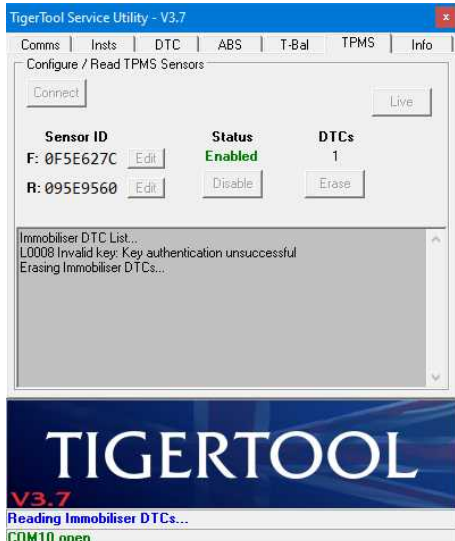 TigerTool Service Utility - V3.7
x
Comms Insts DTC ABS T-Bal TPMS Info
Configure / Read TPMS Sensors
Connect
Live
Sensor ID Status DTCs
F: 0F5E627C Edit Enabled 1
R: 095E9560 Edit Disable Erase
Immobiliser DTC List...
L0008 Invalid key: Key authentication unsuccessful
Erasing Immobiliser DTCs...
TIGERTOOL
V3.7
Reading Immobiliser DTCs...
COM10 open